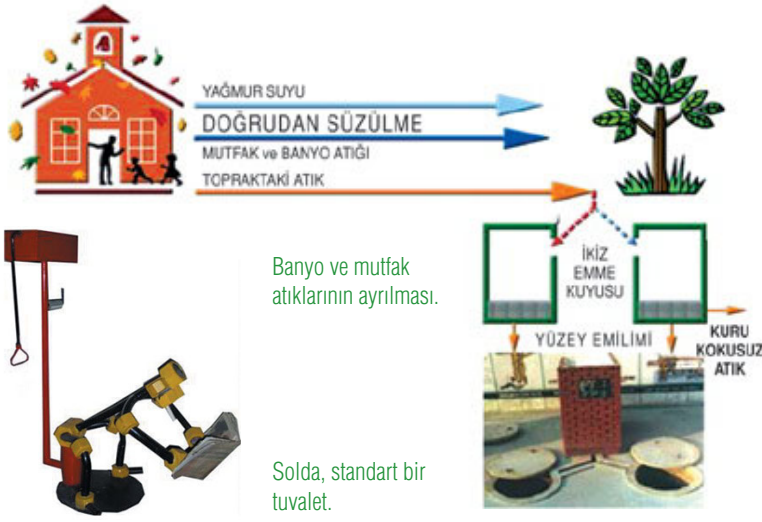 YAĞMUR SUYU
DOĞRUDAN SÜZÜLME
MUTFAK ve BANYO ATIĞI
TOPRAKTAKİ ATIK
Banyo ve mutfak
atıklarının ayrılması.
İKİZ
EMME
KUYUSU
YÜZEY EMİLİMİ
KURU
KOKUSUZ
ATIK
Solda, standart bir
tuvalet.